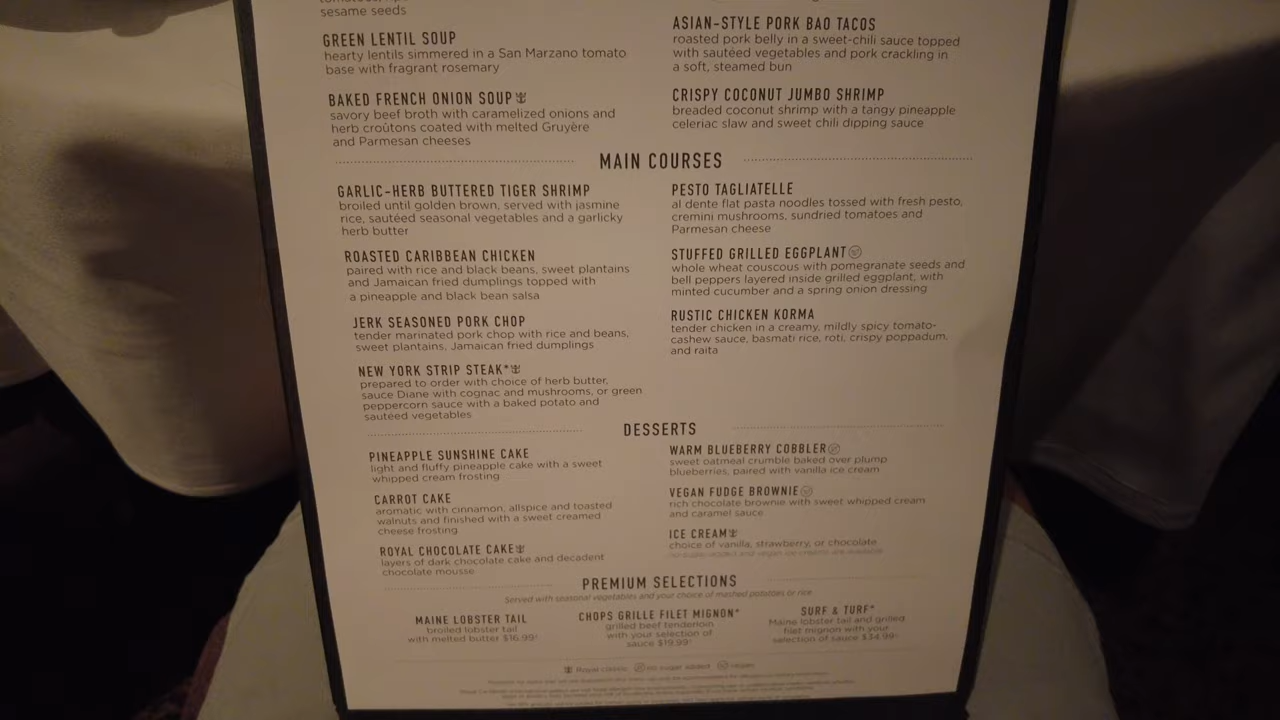 sesame seeds
GREEN LENTIL SOUP
hearty lentils simmered in a San Marzano tomato
base with fragrant rosemary
BAKED FRENCH ONION SOUP
savory beef broth with caramelized onions and
herb croûtons coated with melted Gruyère
and Parmesan cheeses
ASIAN-STYLE PORK BAO TACOS
roasted pork belly in a sweet-chili sauce topped
with sautéed vegetables and pork crackling in
a soft, steamed bun
CRISPY COCONUT JUMBO SHRIMP
breaded coconut shrimp with a tangy pineapple
celeriac slaw and sweet chili dipping sauce
MAIN COURSES
GARLIC-HERB BUTTERED TIGER SHRIMP
broiled until golden brown, served with jasmine
rice, sautéed seasonal vegetables and a garlicky
herb butter
ROASTED CARIBBEAN CHICKEN
paired with rice and black beans, sweet plantains
and Jamaican fried dumplings topped with
a pineapple and black bean salsa
JERK SEASONED PORK CHOP
tender marinated pork chop with rice and beans,
sweet plantains, Jamaican fried dumplings
NEW YORK STRIP STEAK*
prepared to order with choice of herb butter,
sauce Diane with cognac and mushrooms, or green
peppercorn sauce with a baked potato and
sautéed vegetables
PESTO TAGLIATELLE
al dente flat pasta noodles tossed with fresh pesto,
cremini mushrooms, sundried tomatoes and
Parmesan cheese
STUFFED GRILLED EGGPLANT
whole wheat couscous with pomegranate seeds and
bell peppers layered inside grilled eggplant, with
minted cucumber and a spring onion dressing
RUSTIC CHICKEN KORMA
tender chicken in a creamy, mildly spicy tomato-
cashew sauce, basmati rice, roti, crispy poppadum,
and raita
DESSERTS
PINEAPPLE SUNSHINE CAKE
light and fluffy pineapple cake with a sweet
whipped cream frosting
CARROT CAKE
aromatic with cinnamon, allspice and toasted
walnuts and finished with a sweet creamed
cheese frosting
ROYAL CHOCOLATE CAKE
layers of dark chocolate cake and decadent
chocolate mousse
WARM BLUEBERRY COBBLER
sweet oatmeal crumble baked over plump
blueberries, paired with vanilla ice cream
VEGAN FUDGE BROWNIE
rich chocolate brownie with sweet whipped cream
and caramel sauce
ICE CREAM
choice of vanilla, strawberry, or chocolate
no sugar added and vegan ice creams are available
PREMIUM SELECTIONS
Served with seasonal vegetables and your choice of mashed potatoes or rice
MAINE LOBSTER TAIL
broiled lobster tail
with melted butter $16.99
CHOPS GRILLE FILET MIGNON*
grilled beef tenderloin
with your selection of
sauce $19.99
SURF & TURF*
Maine lobster tail and grilled
filet mignon with your
selection of sauce $34.99
Royal classic no sugar added vegan